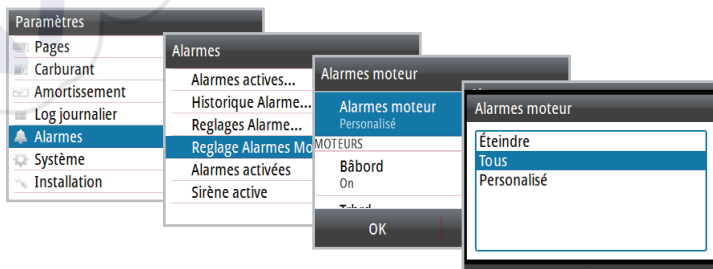 Paramètres
Pages
Carburant
Amortissement
Log journalier
Alarmes
Système
Installation
Alarmes
Alarmes actives...
Historique Alarme...
Reglages Alarme...
Reglage Alarmes Mo
Alarmes activées
Sirène active
Alarmes moteur
Alarmes moteur
Personalisé
MOTEURS
Bâbord
On
OK
Alarmes moteur
Éteindre
Tous
Personalisé